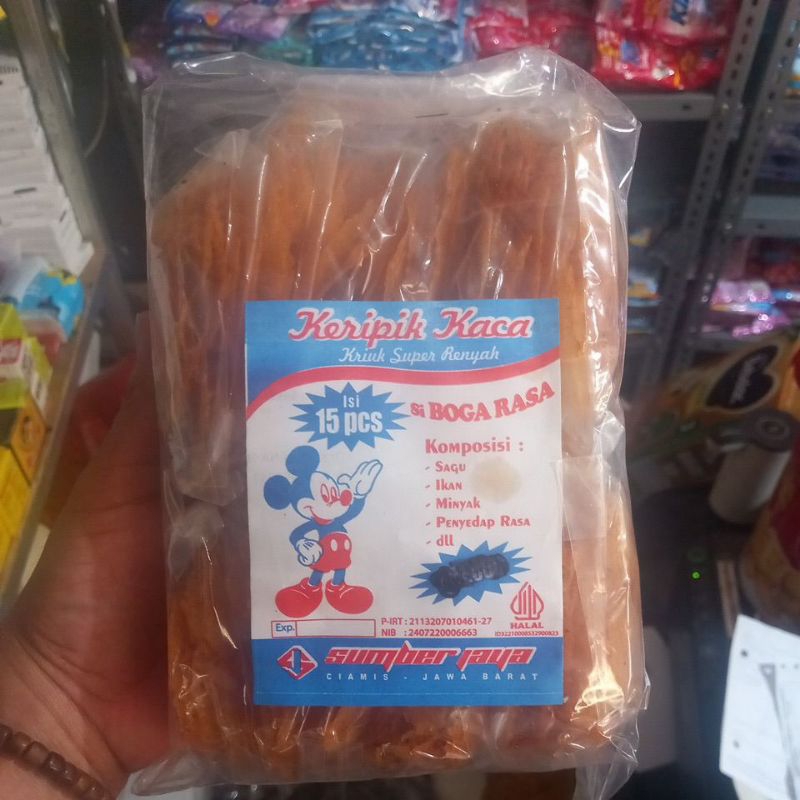 Keripik Kaca
Kriuk Super Renyah
Isi
15 pcs
Si BOGA RASA
Komposisi :
- Sagu
- Ikan
- Minyak
- Penyedap Rasa
- dll
Exp.
P-IRT : 2113207010461-27
NIB : 2407220006663
HALAL
ID32210008532900823
sumber jaya
CIAMIS - JAWA BARAT